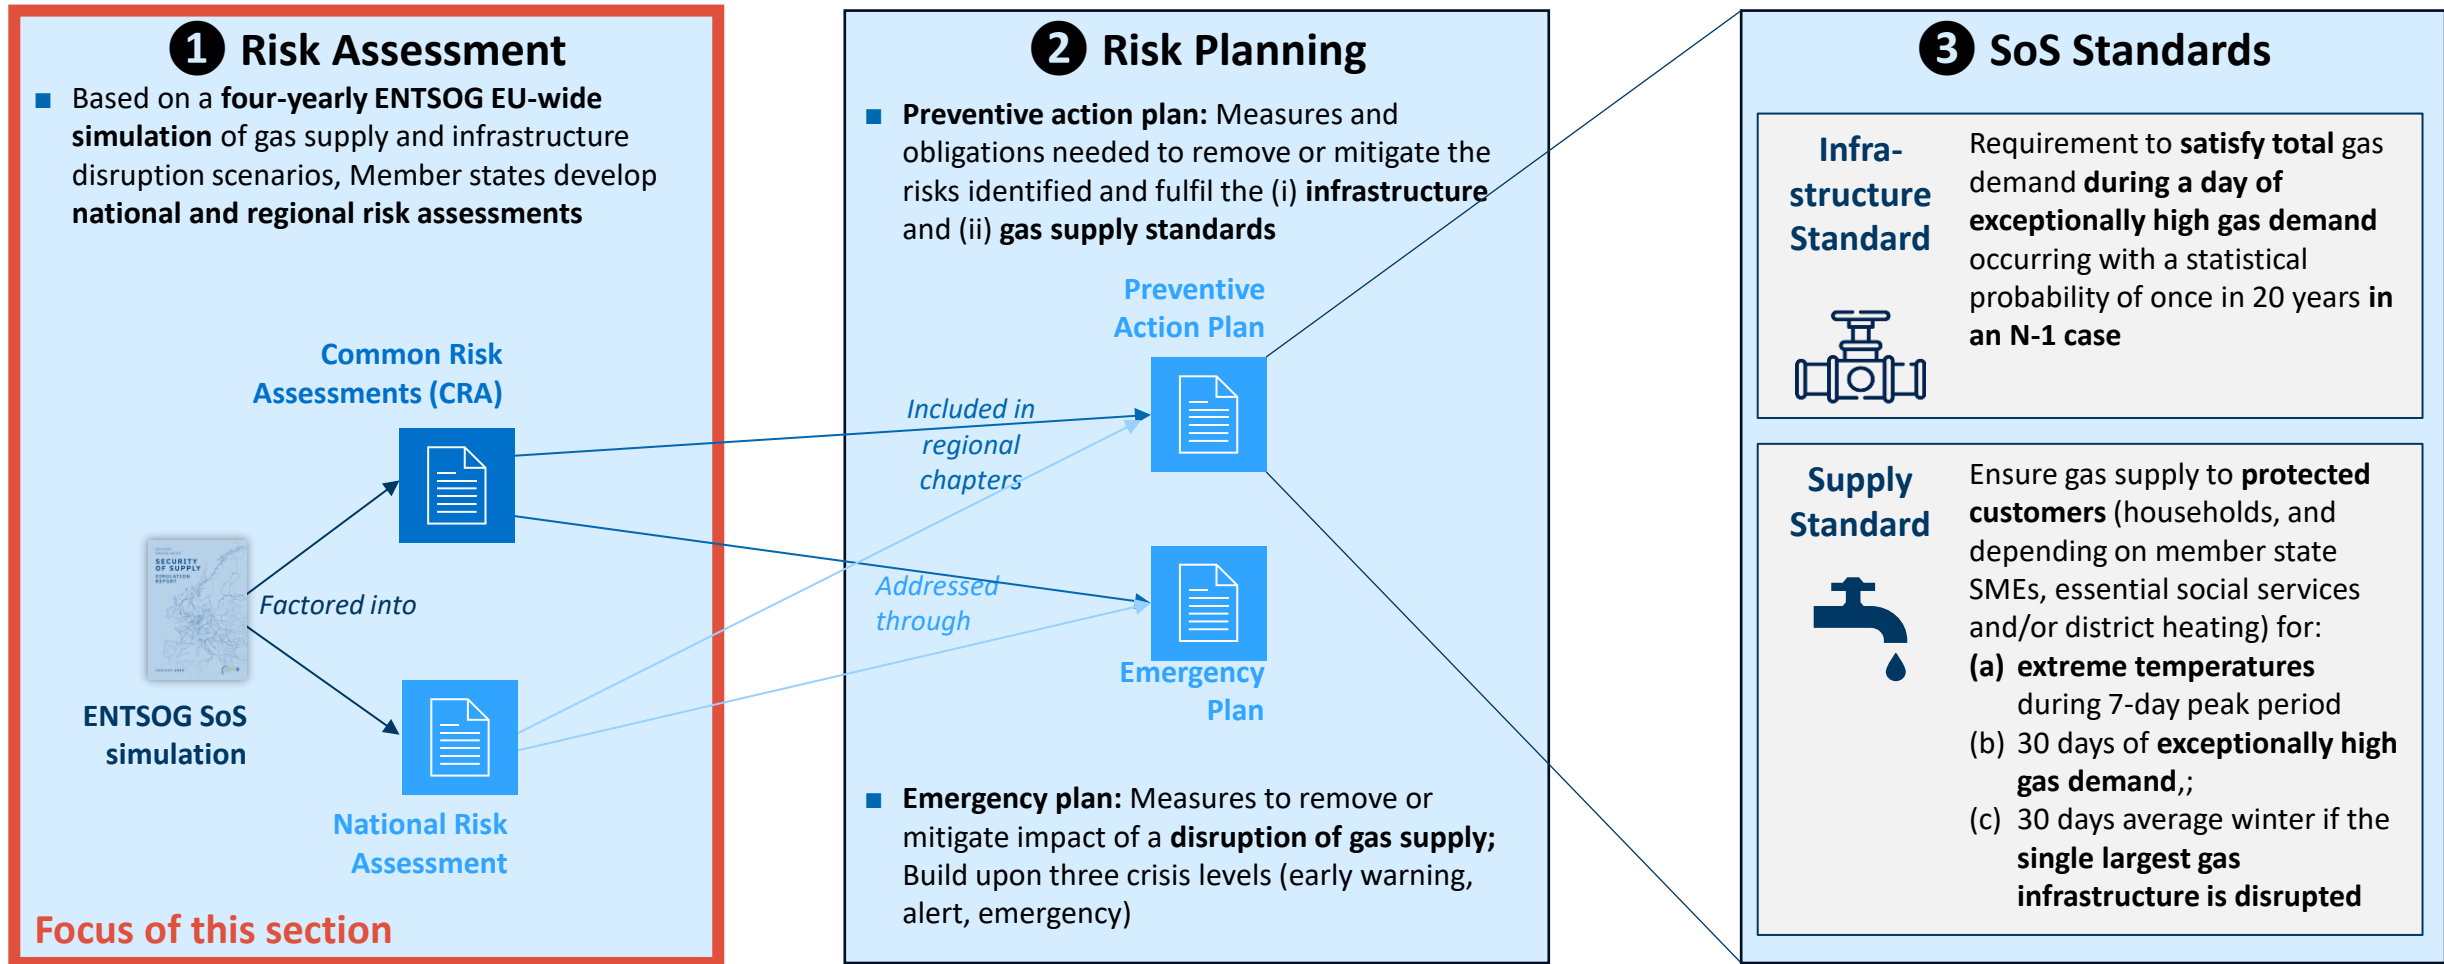 ❶ Risk Assessment
■ Based on a four-yearly ENTSOG EU-wide
simulation of gas supply and infrastructure
disruption scenarios, Member states develop
national and regional risk assessments
Common Risk
Assessments (CRA)
SECURITY
OF SUPPLY
SIMULATION
REPORT
Factored into
ENTSOG SoS
simulation
National Risk
Assessment
Focus of this section
❷ Risk Planning
■ Preventive action plan: Measures and
obligations needed to remove or mitigate the
risks identified and fulfil the (i) infrastructure
and (ii) gas supply standards
Preventive
Action Plan
Included in
regional
chapters
Addressed
through
Emergency
Plan
■ Emergency plan: Measures to remove or
mitigate impact of a disruption of gas supply;
Build upon three crisis levels (early warning,
alert, emergency)
❸ SoS Standards
Infra-
structure
Standard
Requirement to satisfy total gas
demand during a day of
exceptionally high gas demand
occurring with a statistical
probability of once in 20 years in
an N-1 case
Supply
Standard
Ensure gas supply to protected
customers (households, and
depending on member state
SMEs, essential social services
and/or district heating) for:
(a) extreme temperatures
during 7-day peak period
(b) 30 days of exceptionally high
gas demand,;
(c) 30 days average winter if the
single largest gas
infrastructure is disrupted